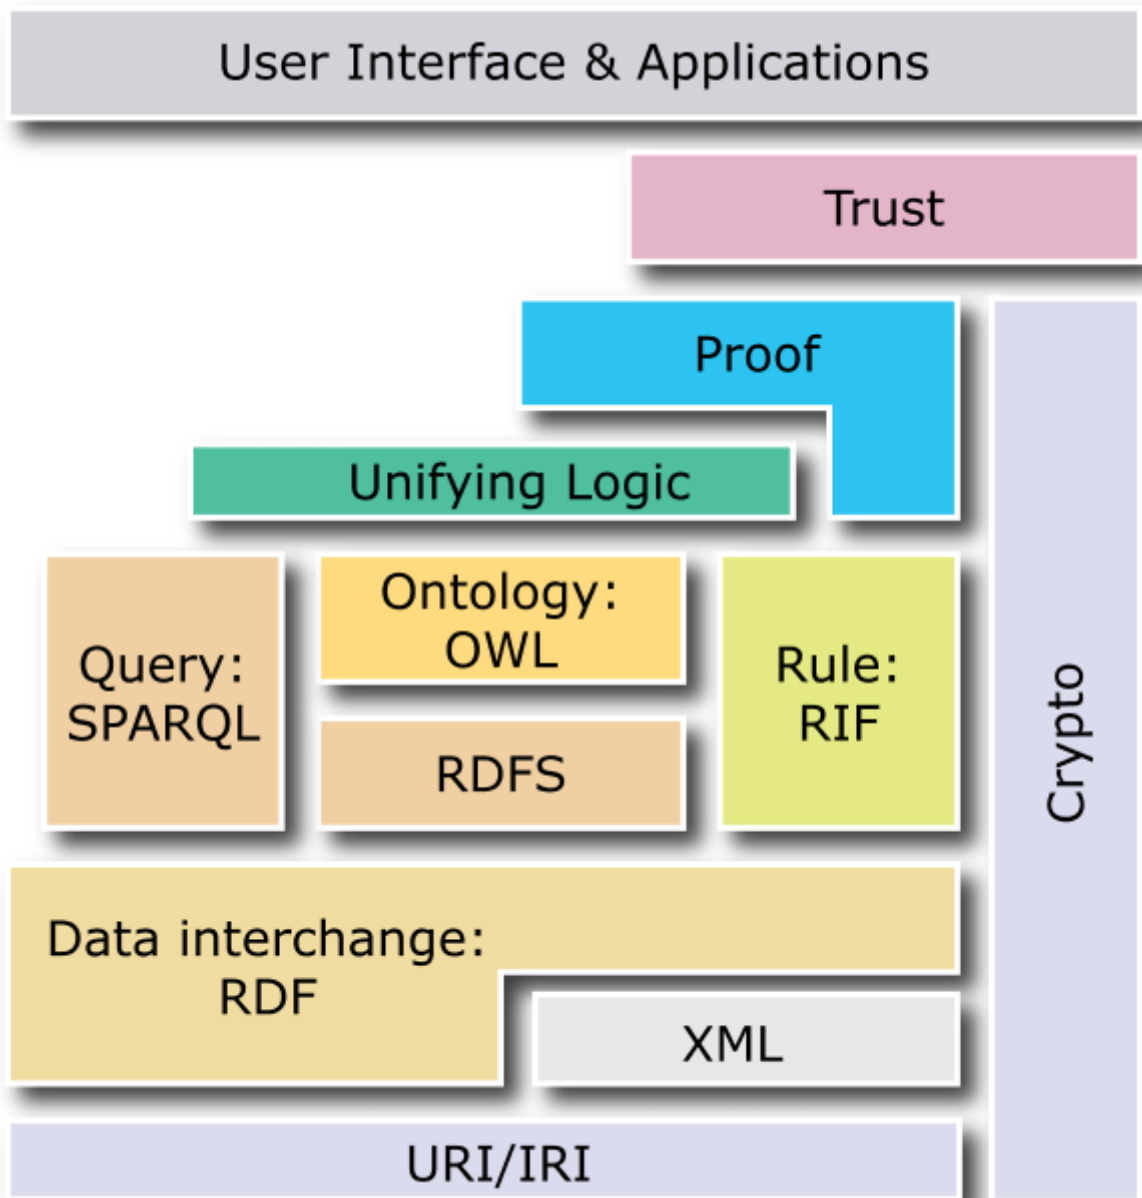 User Interface & Applications
Trust
Proof
Unifying Logic
Query:
SPARQL
Ontology:
OWL
RDFS
Rule:
RIF
Crypto
Data interchange:
RDF
XML
URI/IRI